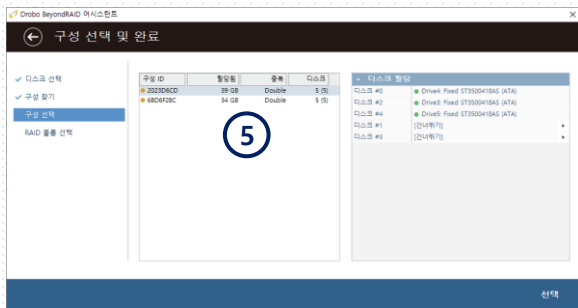 Drobo BeyondRAID 어시스턴트
구성 선택 및 완료
디스크 선택
구성 찾기
구성 선택
RAID 볼륨 선택
구성 ID 할당됨 중복 디스크
2023D6CD 39 GB Double 5 (5)
6BD6F2BC 34 GB Double 5 (5)
5
디스크 할당
디스크 #0 Drive4: Fixed ST3500418AS (ATA)
디스크 #2 Drive3: Fixed ST3500418AS (ATA)
디스크 #4 Drive5: Fixed ST3500418AS (ATA)
디스크 #1 [건너뛰기]
디스크 #3 [건너뛰기]
선택